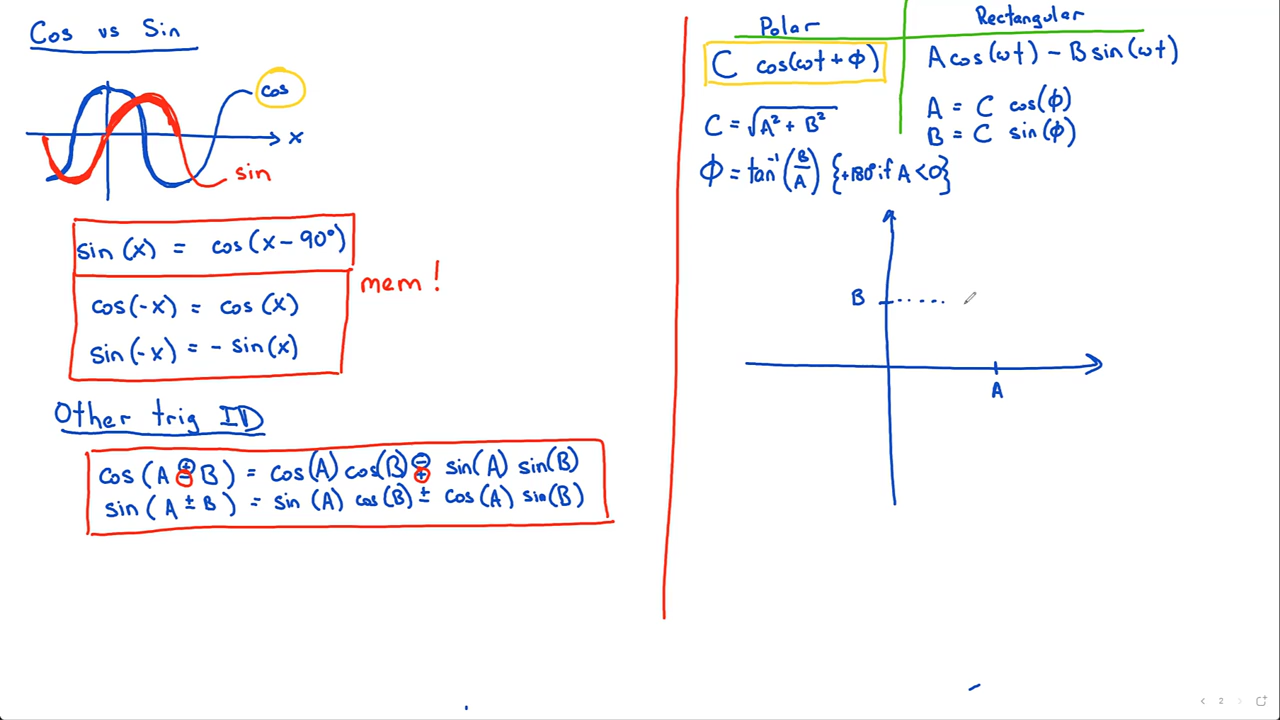 Cos vs Sin
cos
x
sin
sin (x) = cos(x - 90°)
cos(-x) = cos (x)
sin(-x) = - sin(x)
mem !
Other trig ID
cos (A ⊕ B) = cos(A) cos(B) ⊖ sin(A) sin(B)
⊖ ⊕
sin ( A ± B ) = sin (A) cos(B) ± cos(A) sin(B)
Polar
Rectangular
C cos(ωt + ϕ)
A cos(ωt) - B sin(ωt)
C = √A² + B²
A = C cos(ϕ)
B = C sin(ϕ)
ϕ = tan⁻¹ (B/A) {+180° if A < 0}
B
A
2